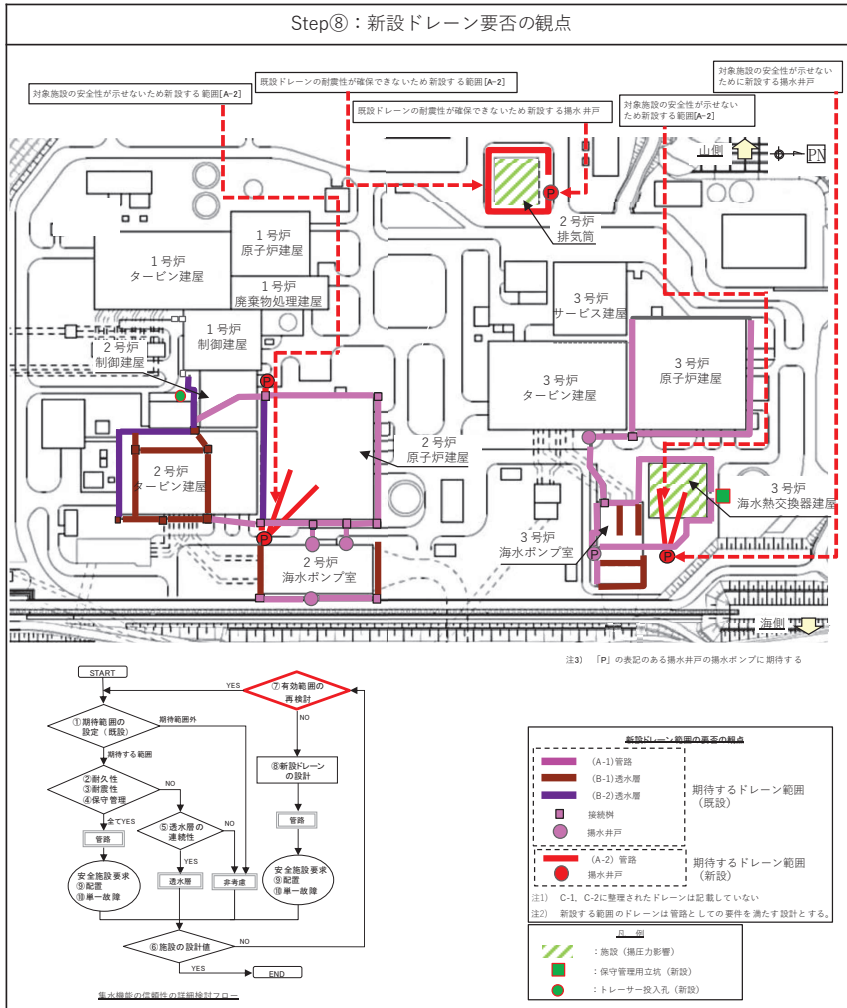 Step⑧：新設ドレーン要否の観点
対象施設の安全性が示せないため新設する範囲[A-2]
既設ドレーンの耐震性が確保できないため新設する範囲[A-2]
既設ドレーンの耐震性が確保できないため新設する揚水井戸
対象施設の安全性が示せない
ために新設する揚水井戸
対象施設の安全性が示せない
ため新設する範囲[A-2]
山側
PN
P
2号炉
排気筒
1号炉
原子炉建屋
1号炉
タービン建屋
1号炉
廃棄物処理建屋
1号炉
制御建屋
2号炉
制御建屋
3号炉
サービス建屋
3号炉
タービン建屋
3号炉
原子炉建屋
P
2号炉
原子炉建屋
2号炉
タービン建屋
3号炉
海水熱交換器建屋
3号炉
海水ポンプ室
P
P
P
2号炉
海水ポンプ室
海側
注3） 「P」の表記のある揚水井戸の揚水ポンプに期待する
START
YES
⑦有効範囲の
再検討
①期待範囲の
設定（既設）
期待範囲外
NO
期待する範囲
⑧新設ドレーン
の設計
②耐久性
③耐震性
④保守管理
NO
全てYES
⑤透水層の
連続性
NO
管路
管路
YES
安全施設要求
⑨配置
⑩単一故障
透水層
非考慮
安全施設要求
⑨配置
⑩単一故障
⑥施設の設計値
NO
YES
END
集水機能の信頼性の詳細検討フロー
新設ドレーン範囲の要否の観点
(A-1)管路
(B-1)透水層
(B-2)透水層
接続桝
揚水井戸
期待するドレーン範囲
（既設）
(A-2) 管路
揚水井戸
期待するドレーン範囲
（新設）
注1） C-1，C-2に整理されたドレーンは記載していない
注2） 新設する範囲のドレーンは管路としての要件を満たす設計とする。
凡 例
：施設（揚圧力影響）
：保守管理用立坑（新設）
：トレーサー投入孔（新設）